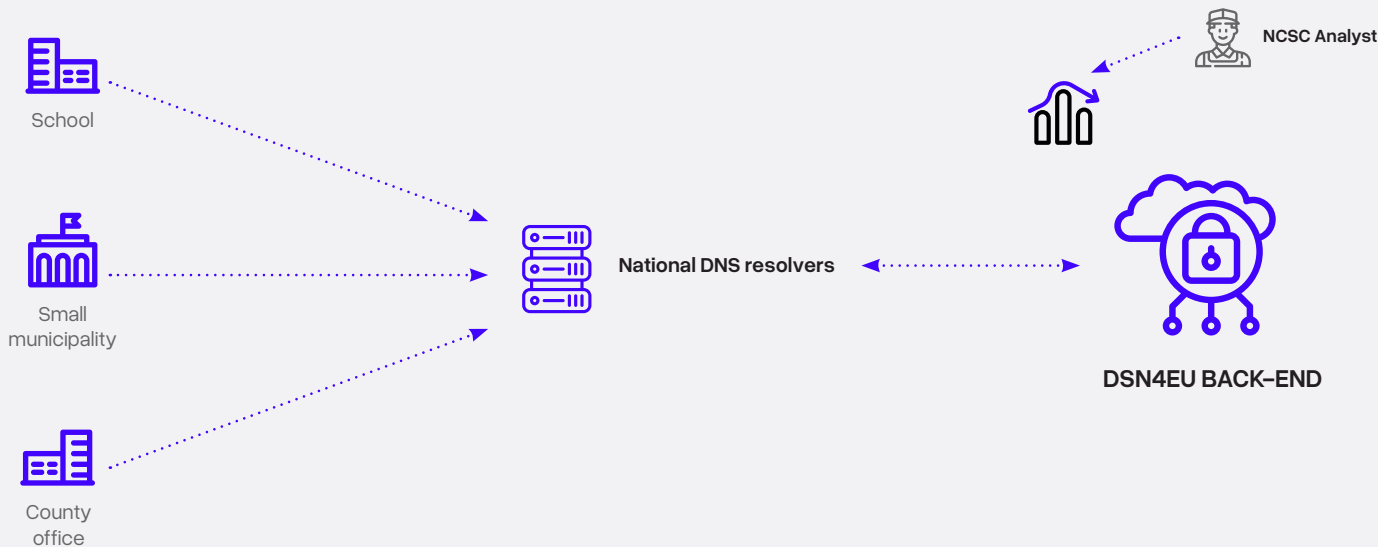 NCSC Analyst
School
National DNS resolvers
Small
municipality
DSN4EU BACK–END
County
office